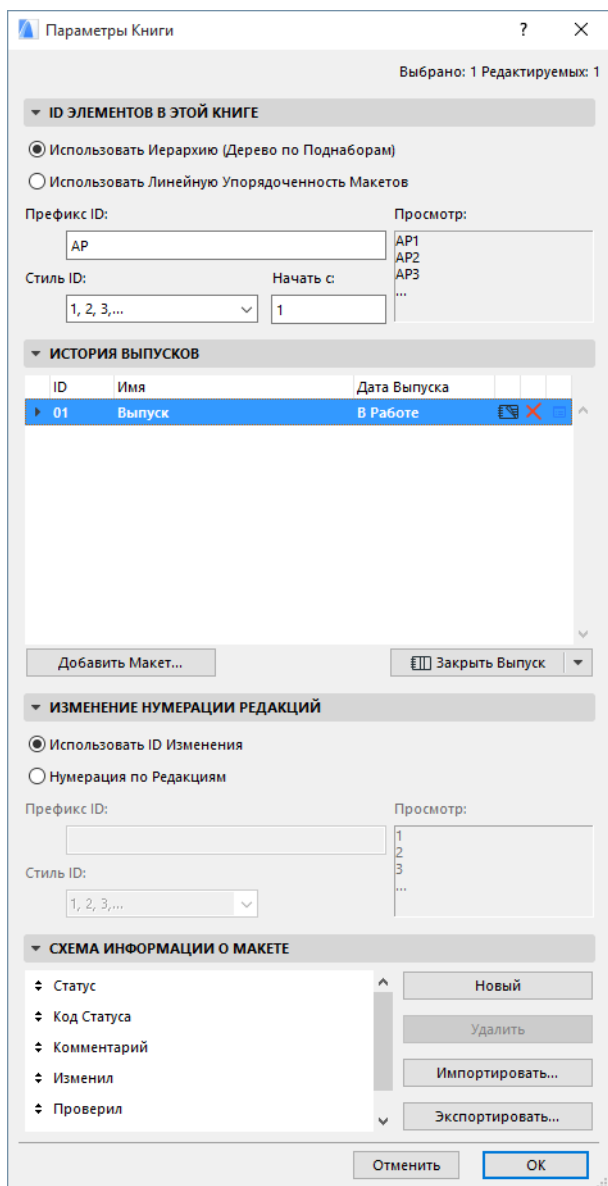 Параметры Книги
?
Выбрано: 1 Редактируемых: 1
ID ЭЛЕМЕНТОВ В ЭТОЙ КНИГЕ
Использовать Иерархию (Дерево по Поднаборам)
Использовать Линейную Упорядоченность Макетов
Префикс ID: Просмотр:
АР АР1
АР2
Стиль ID: Начать с: АР3
1, 2, 3,... 1 ...
ИСТОРИЯ ВЫПУСКОВ
ID Имя Дата Выпуска
01 Выпуск В Работе
Добавить Макет... Закрыть Выпуск
ИЗМЕНЕНИЕ НУМЕРАЦИИ РЕДАКЦИЙ
Использовать ID Изменения
Нумерация по Редакциям
Префикс ID: Просмотр:
1
2
Стиль ID: 3
1, 2, 3,... ...
СХЕМА ИНФОРМАЦИИ О МАКЕТЕ
Статус Новый
Код Статуса Удалить
Комментарий
Изменил Импортировать...
Проверил Экспортировать...
Отменить OK